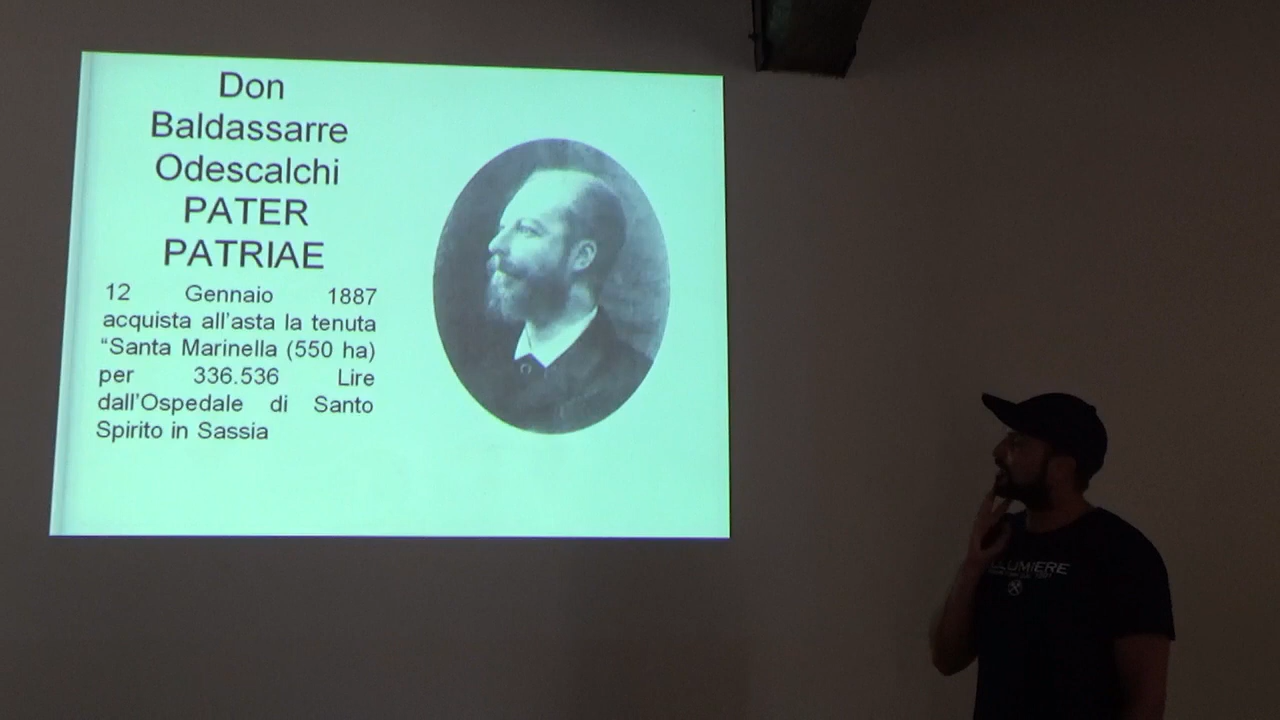 Don
Baldassarre
Odescalchi
PATER
PATRIAE
12 Gennaio 1887
acquista all'asta la tenuta
“Santa Marinella (550 ha)
per 336.536 Lire
dall'Ospedale di Santo
Spirito in Sassia
LUMIERE